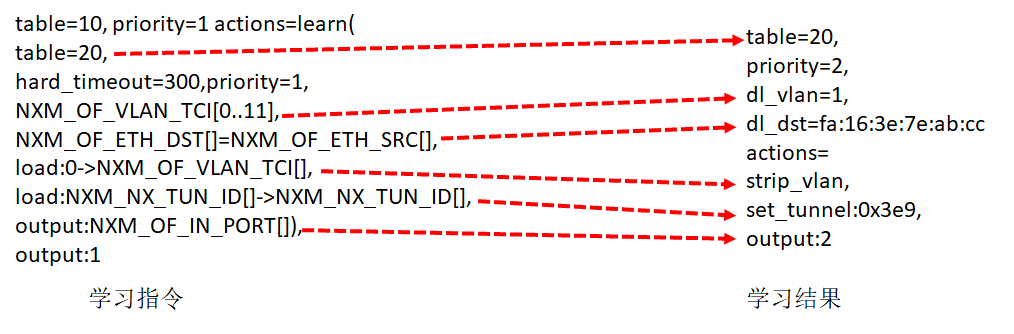 table=10, priority=1 actions=learn(
table=20,
hard_timeout=300,priority=1,
NXM_OF_VLAN_TCI[0..11],
NXM_OF_ETH_DST[]=NXM_OF_ETH_SRC[],
load:0->NXM_OF_VLAN_TCI[],
load:NXM_NX_TUN_ID[]->NXM_NX_TUN_ID[],
output:NXM_OF_IN_PORT[]),
output:1
学习指令
table=20,
priority=2,
dl_vlan=1,
dl_dst=fa:16:3e:7e:ab:cc
actions=
strip_vlan,
set_tunnel:0x3e9,
output:2
学习结果